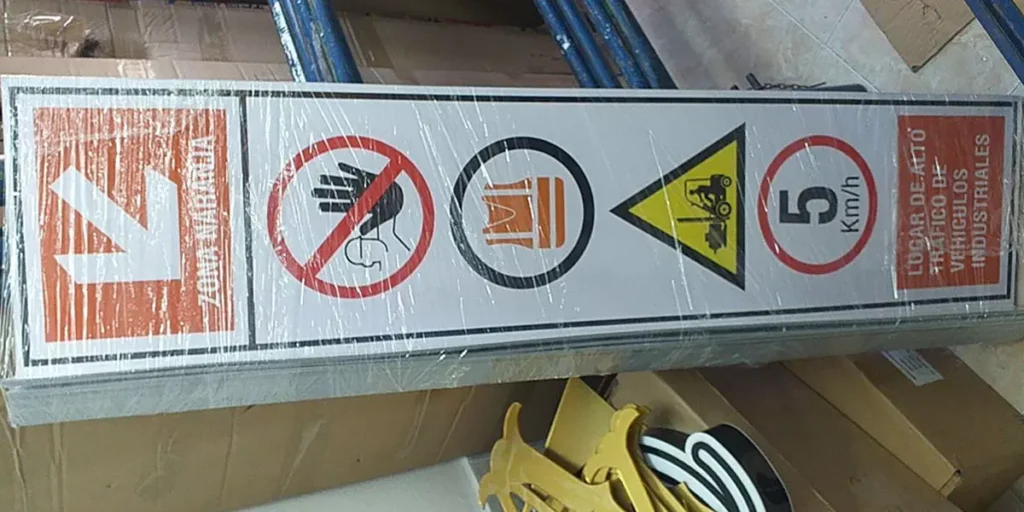 ZONA NARANJA
5
Km/h
LUGAR DE ALTO
TRÁFICO DE
VEHÍCULOS
INDUSTRIALES